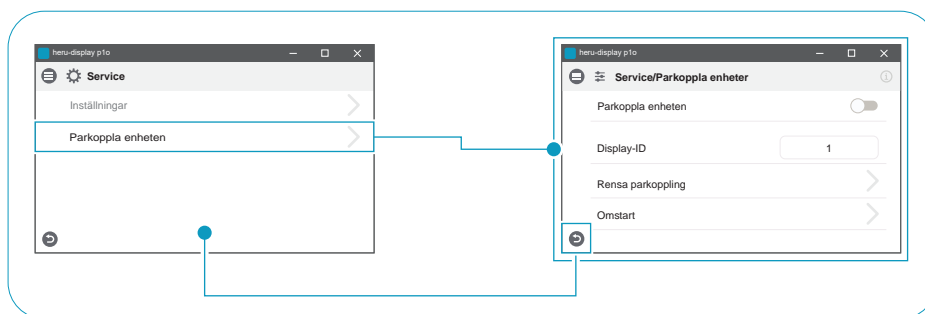 heru-display p1o
Service
Inställningar
Parkoppla enheten
heru-display p1o
Service/Parkoppla enheter
Parkoppla enheten
Display-ID 1
Rensa parkoppling
Omstart